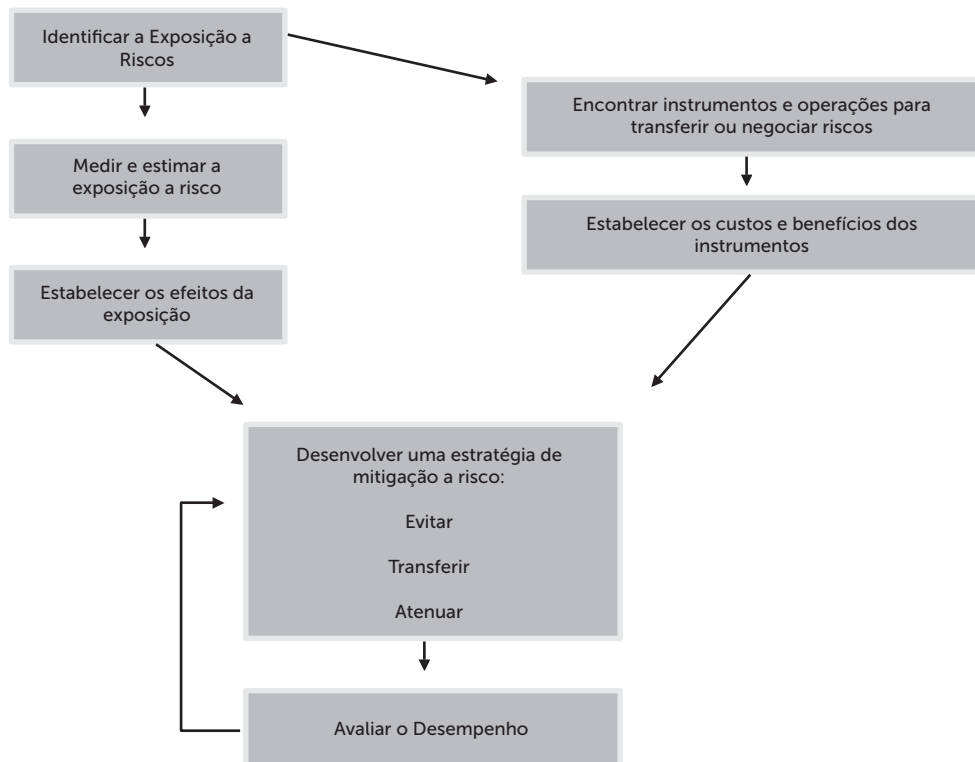 Identificar a Exposição a
Riscos
Medir e estimar a
exposição a risco
Estabelecer os efeitos da
exposição
Encontrar instrumentos e operações para
transferir ou negociar riscos
Estabelecer os custos e benefícios dos
instrumentos
Desenvolver uma estratégia de
mitigação a risco:
Evitar
Transferir
Atenuar
Avaliar o Desempenho